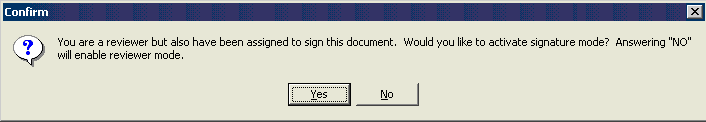 Confirm
You are a reviewer but also have been assigned to sign this document.  Would you like to activate signature mode?  Answering "NO"
will enable reviewer mode.
Yes
No